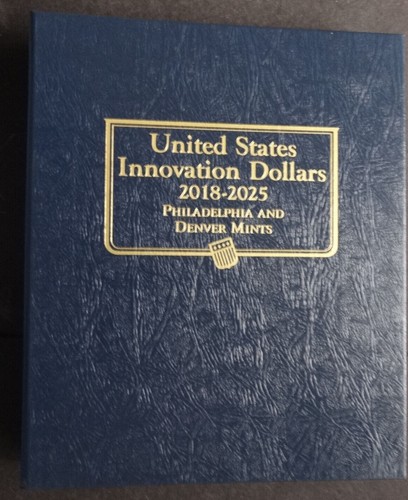 United States
Innovation Dollars
2018-2025
Philadelphia and
Denver Mints